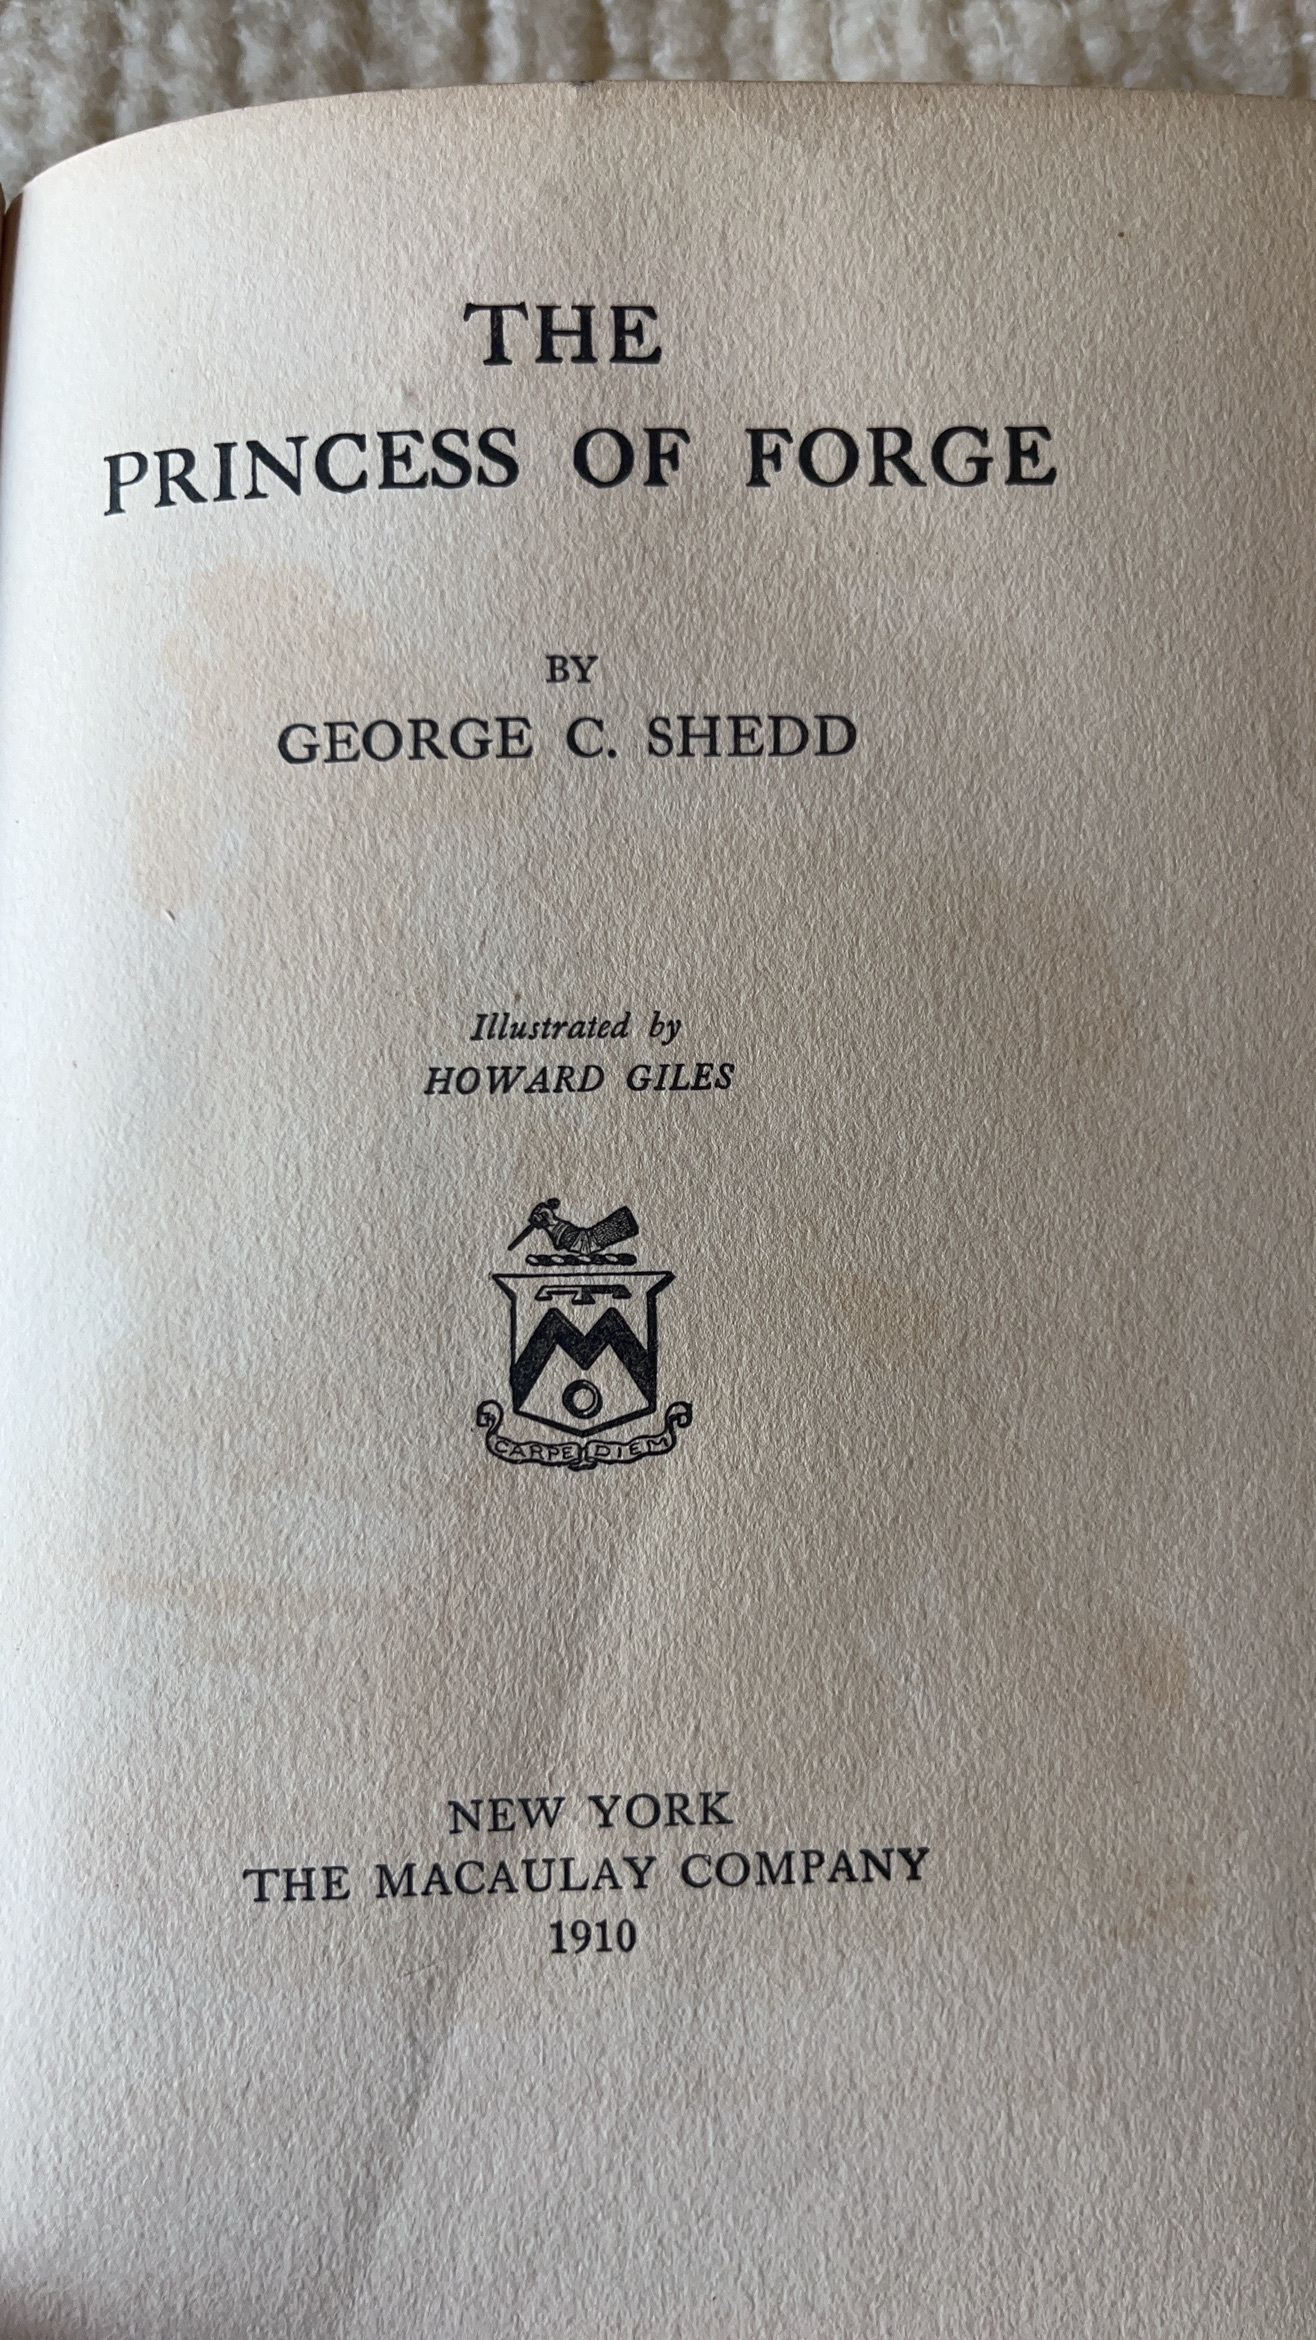 THE
PRINCESS OF FORGE
BY
GEORGE C. SHEDD
Illustrated by
HOWARD GILES
M
CARPE DIEM
NEW YORK
THE MACAULAY COMPANY
1910